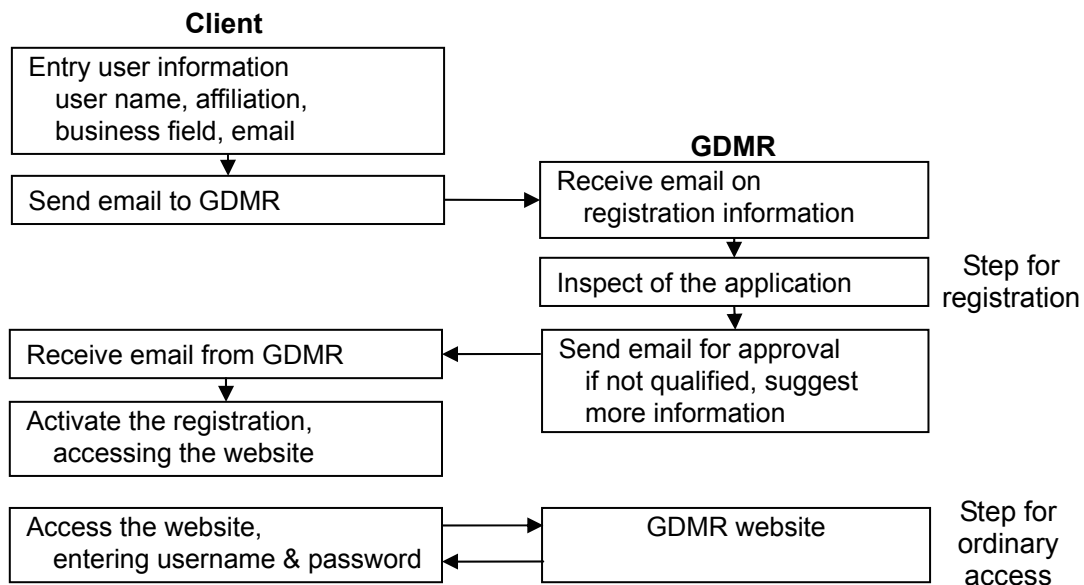 Client
Entry user information
user name, affiliation,
business field, email
Send email to GDMR
GDMR
Receive email on
registration information
Inspect of the application
Step for
registration
Send email for approval
if not qualified, suggest
more information
Receive email from GDMR
Activate the registration,
accessing the website
Access the website,
entering username & password
GDMR website
Step for
ordinary
access